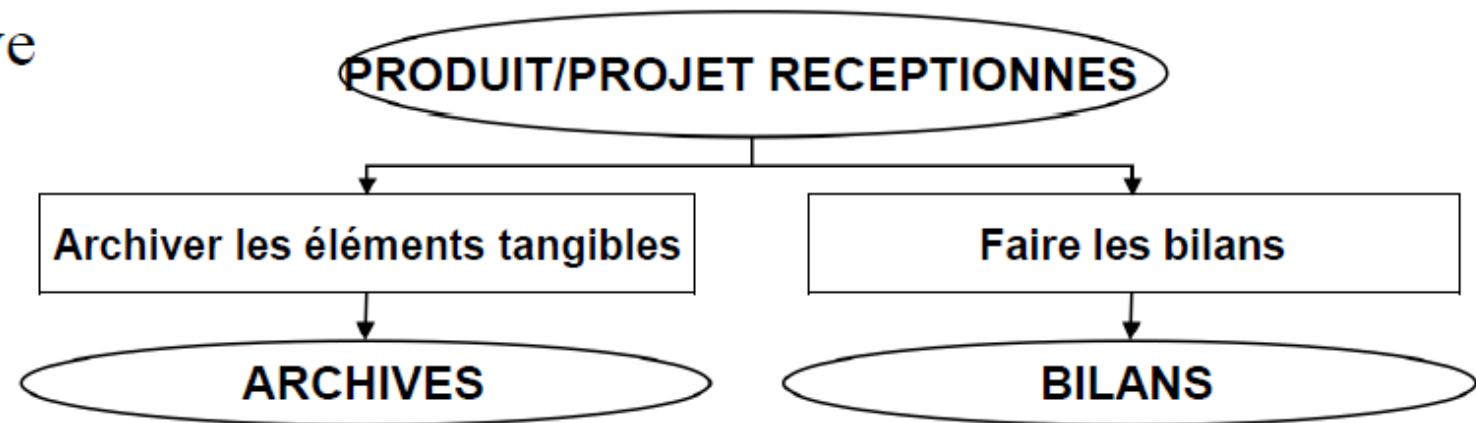 PRODUIT/PROJET RECEPTIONNES
Archiver les éléments tangibles
Faire les bilans
ARCHIVES
BILANS